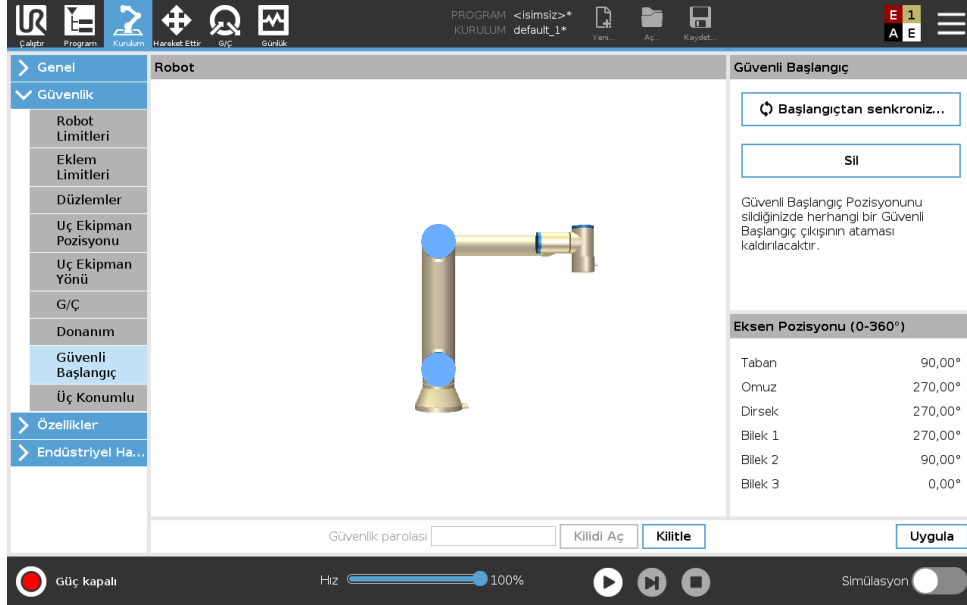 PROGRAM <isimsiz>*
KURULUM default_1*
Çalıştır
Program
Kurulum
Hareket Ettir
G/Ç
Günlük
Yeni...
Aç...
Kaydet...
E 1
A E
Genel
Güvenlik
Robot
Limitleri
Eklem
Limitleri
Düzlemler
Uç Ekipman
Pozisyonu
Uç Ekipman
Yönü
G/Ç
Donanım
Güvenli
Başlangıç
Üç Konumlu
Özellikler
Endüstriyel Ha...
Robot
Güvenli Başlangıç
Başlangıçtan senkroniz...
Sil
Güvenli Başlangıç Pozisyonunu
sildiğinizde herhangi bir Güvenli
Başlangıç çıkışının ataması
kaldırılacaktır.
Eksen Pozisyonu (0-360°)
Taban 90,00°
Omuz 270,00°
Dirsek 270,00°
Bilek 1 270,00°
Bilek 2 90,00°
Bilek 3 0,00°
Güvenlik parolası
Kilidi Aç
Kilitle
Uygula
Güç kapalı
Hız
100%
Simülasyon